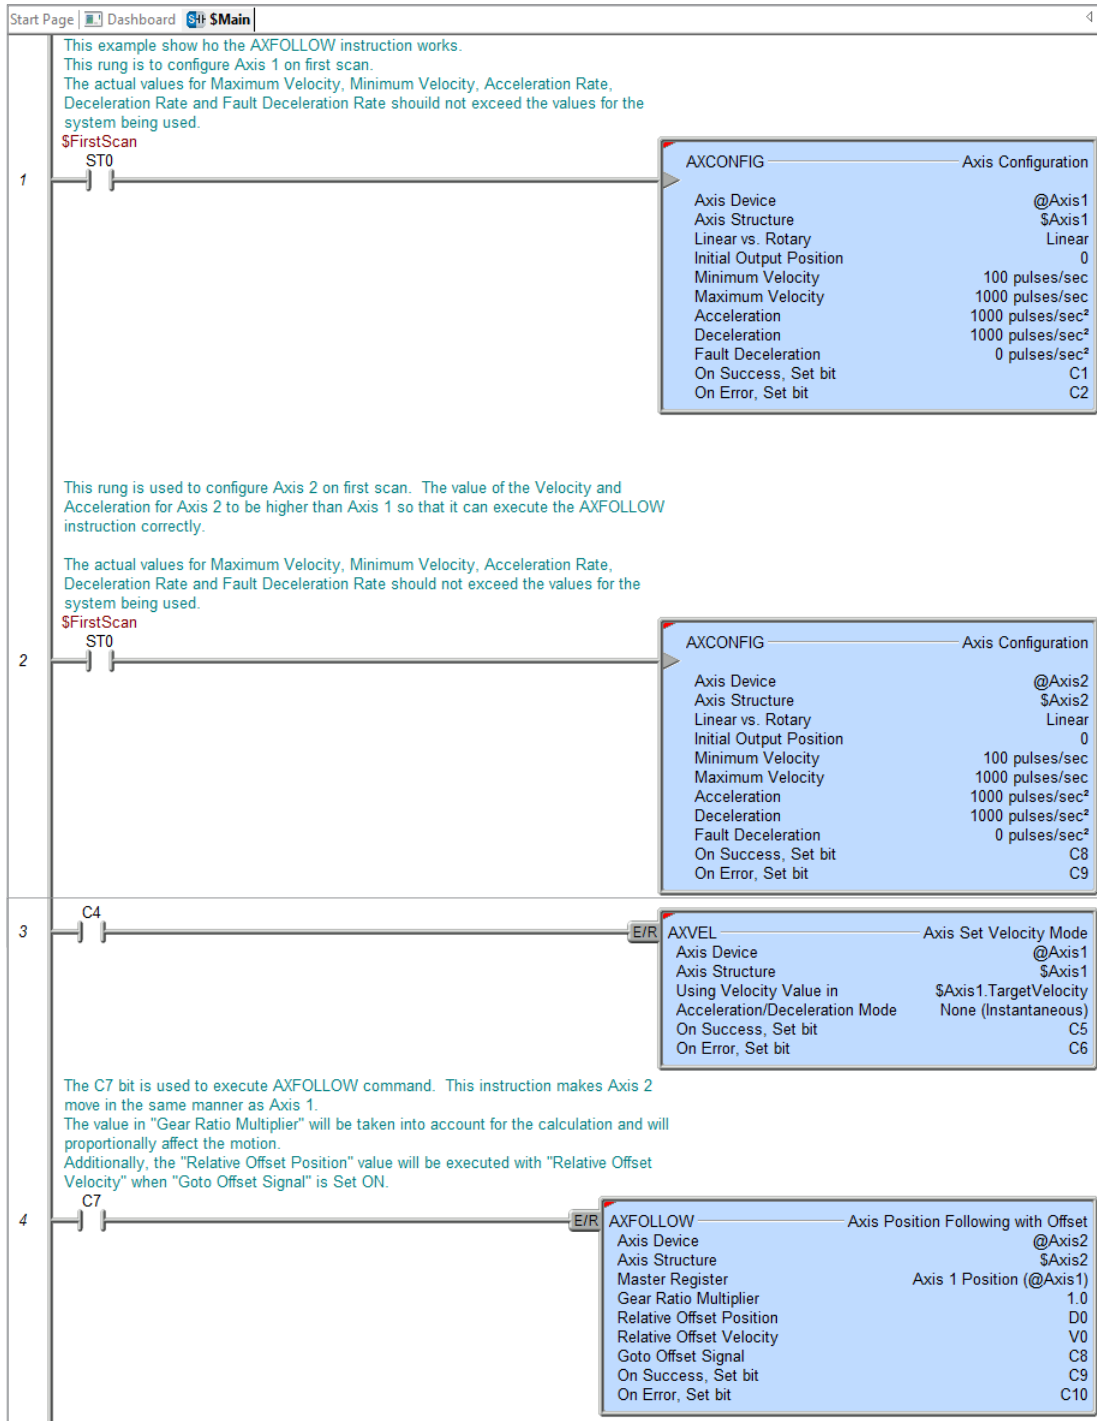 Start Page Dashboard $Main
This example show ho the AXFOLLOW instruction works.
This rung is to configure Axis 1 on first scan.
The actual values for Maximum Velocity, Minimum Velocity, Acceleration Rate,
Deceleration Rate and Fault Deceleration Rate shouild not exceed the values for the
system being used.
$FirstScan
ST0
1
AXCONFIG Axis Configuration
Axis Device @Axis1
Axis Structure $Axis1
Linear vs. Rotary Linear
Initial Output Position 0
Minimum Velocity 100 pulses/sec
Maximum Velocity 1000 pulses/sec
Acceleration 1000 pulses/sec²
Deceleration 1000 pulses/sec²
Fault Deceleration 0 pulses/sec²
On Success, Set bit C1
On Error, Set bit C2
This rung is used to configure Axis 2 on first scan. The value of the Velocity and
Acceleration for Axis 2 to be higher than Axis 1 so that it can execute the AXFOLLOW
instruction correctly.
The actual values for Maximum Velocity, Minimum Velocity, Acceleration Rate,
Deceleration Rate and Fault Deceleration Rate should not exceed the values for the
system being used.
$FirstScan
ST0
2
AXCONFIG Axis Configuration
Axis Device @Axis2
Axis Structure $Axis2
Linear vs. Rotary Linear
Initial Output Position 0
Minimum Velocity 100 pulses/sec
Maximum Velocity 1000 pulses/sec
Acceleration 1000 pulses/sec²
Deceleration 1000 pulses/sec²
Fault Deceleration 0 pulses/sec²
On Success, Set bit C8
On Error, Set bit C9
C4
3
E/R AXVEL Axis Set Velocity Mode
Axis Device @Axis1
Axis Structure $Axis1
Using Velocity Value in $Axis1.TargetVelocity
Acceleration/Deceleration Mode None (Instantaneous)
On Success, Set bit C5
On Error, Set bit C6
The C7 bit is used to execute AXFOLLOW command. This instruction makes Axis 2
move in the same manner as Axis 1.
The value in "Gear Ratio Multiplier" will be taken into account for the calculation and will
proportionally affect the motion.
Additionally, the "Relative Offset Position" value will be executed with "Relative Offset
Velocity" when "Goto Offset Signal" is Set ON.
C7
4
E/R AXFOLLOW Axis Position Following with Offset
Axis Device @Axis2
Axis Structure $Axis2
Master Register Axis 1 Position (@Axis1)
Gear Ratio Multiplier 1.0
Relative Offset Position D0
Relative Offset Velocity V0
Goto Offset Signal C8
On Success, Set bit C9
On Error, Set bit C10